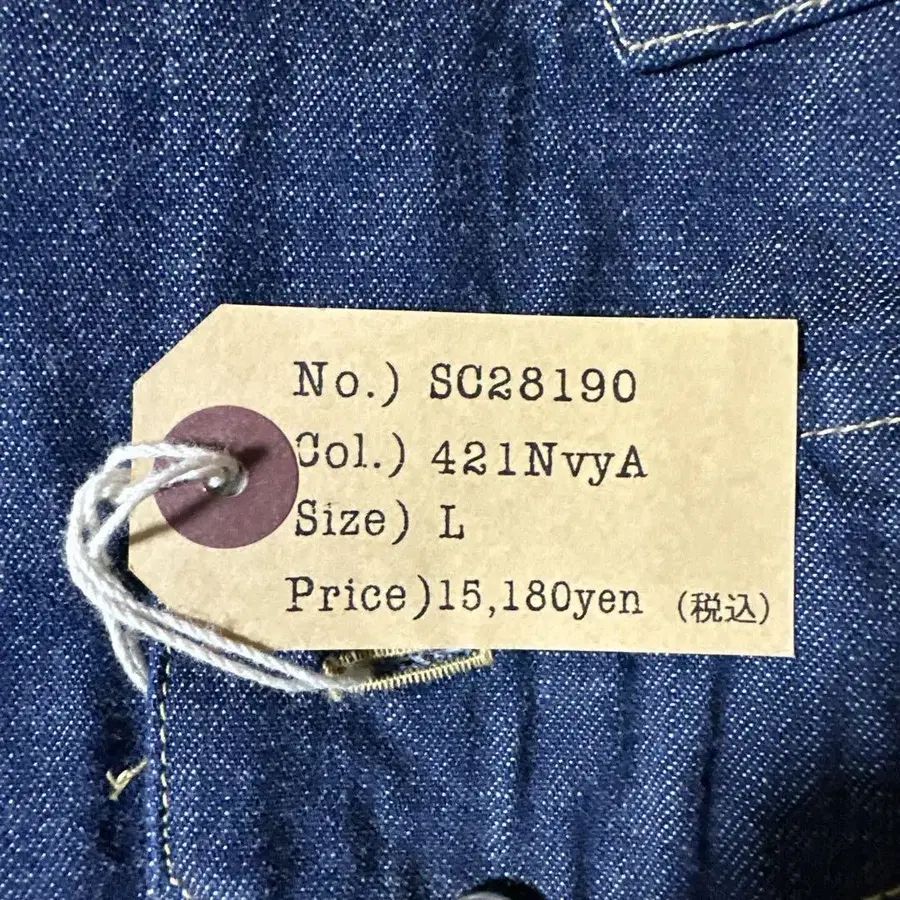 No.) SC28190
Col.) 421NvyA
Size) L
Price)15,180yen (税込)